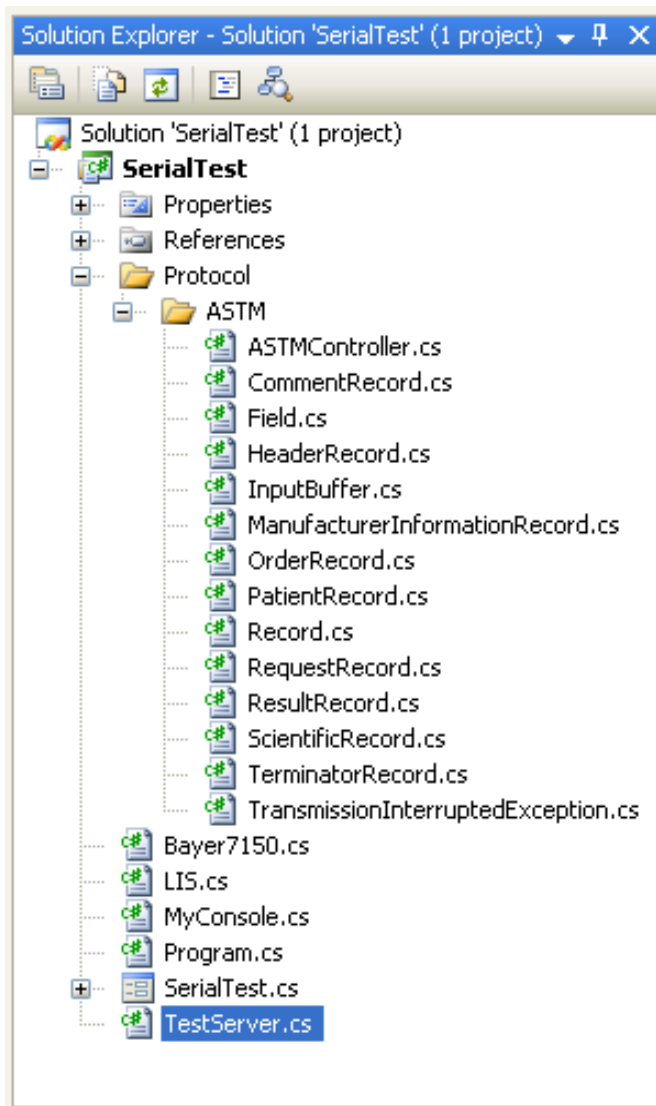 Solution Explorer - Solution 'SerialTest' (1 project)
Solution 'SerialTest' (1 project)
SerialTest
Properties
References
Protocol
ASTM
ASTMController.cs
CommentRecord.cs
Field.cs
HeaderRecord.cs
InputBuffer.cs
ManufacturerInformationRecord.cs
OrderRecord.cs
PatientRecord.cs
Record.cs
RequestRecord.cs
ResultRecord.cs
ScientificRecord.cs
TerminatorRecord.cs
TransmissionInterruptedException.cs
Bayer7150.cs
LIS.cs
MyConsole.cs
Program.cs
SerialTest.cs
TestServer.cs